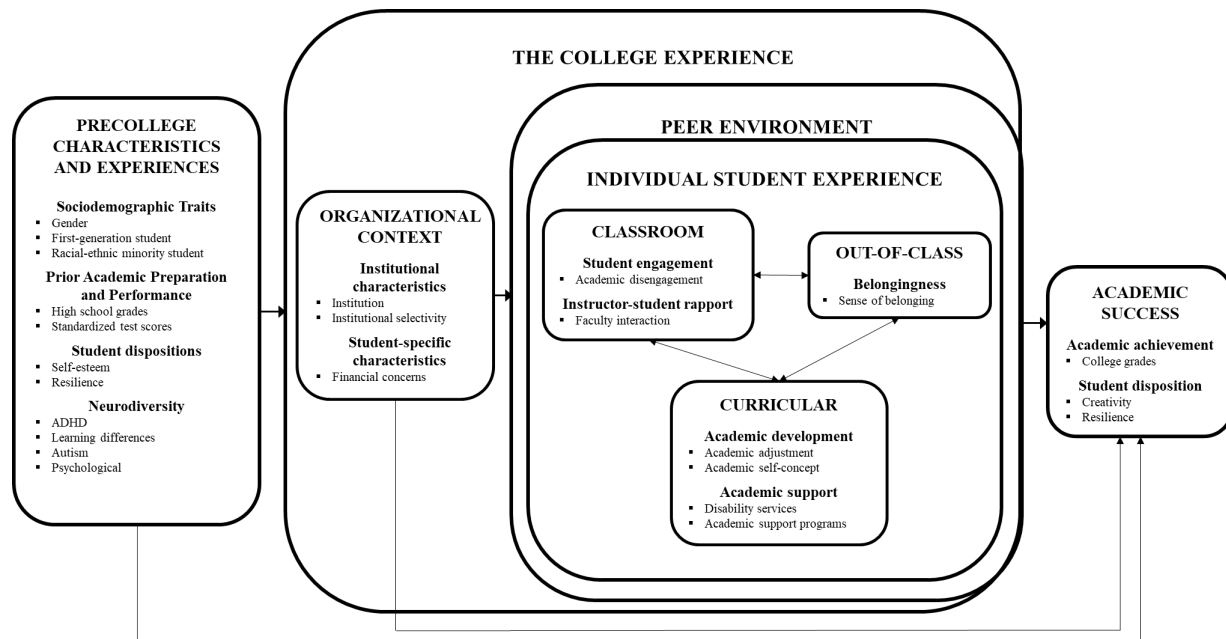 THE COLLEGE EXPERIENCE
PRECOLLEGE
CHARACTERISTICS
AND EXPERIENCES
Sociodemographic Traits
▪ Gender
▪ First-generation student
▪ Racial-ethnic minority student
Prior Academic Preparation
and Performance
▪ High school grades
▪ Standardized test scores
Student dispositions
▪ Self-esteem
▪ Resilience
Neurodiversity
▪ ADHD
▪ Learning differences
▪ Autism
▪ Psychological
ORGANIZATIONAL
CONTEXT
Institutional
characteristics
▪ Institution
▪ Institutional selectivity
Student-specific
characteristics
▪ Financial concerns
PEER ENVIRONMENT
INDIVIDUAL STUDENT EXPERIENCE
CLASSROOM
Student engagement
▪ Academic disengagement
Instructor-student rapport
▪ Faculty interaction
OUT-OF-CLASS
Belongingness
▪ Sense of belonging
CURRICULAR
Academic development
▪ Academic adjustment
▪ Academic self-concept
Academic support
▪ Disability services
▪ Academic support programs
ACADEMIC
SUCCESS
Academic achievement
▪ College grades
Student disposition
▪ Creativity
▪ Resilience